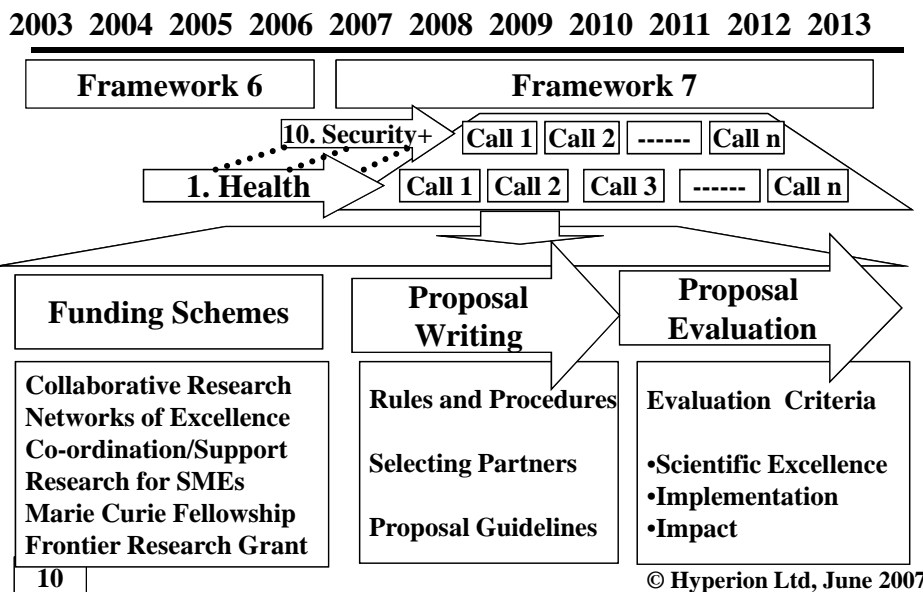 2003 2004 2005 2006 2007 2008 2009 2010 2011 2012 2013
Framework 6
Framework 7
10. Security+
Call 1
Call 2
------
Call n
1. Health
Call 1
Call 2
Call 3
------
Call n
Funding Schemes
Proposal
Writing
Proposal
Evaluation
Collaborative Research
Networks of Excellence
Co-ordination/Support
Research for SMEs
Marie Curie Fellowship
Frontier Research Grant
Rules and Procedures
Selecting Partners
Proposal Guidelines
Evaluation Criteria
•Scientific Excellence
•Implementation
•Impact
10
© Hyperion Ltd, June 2007